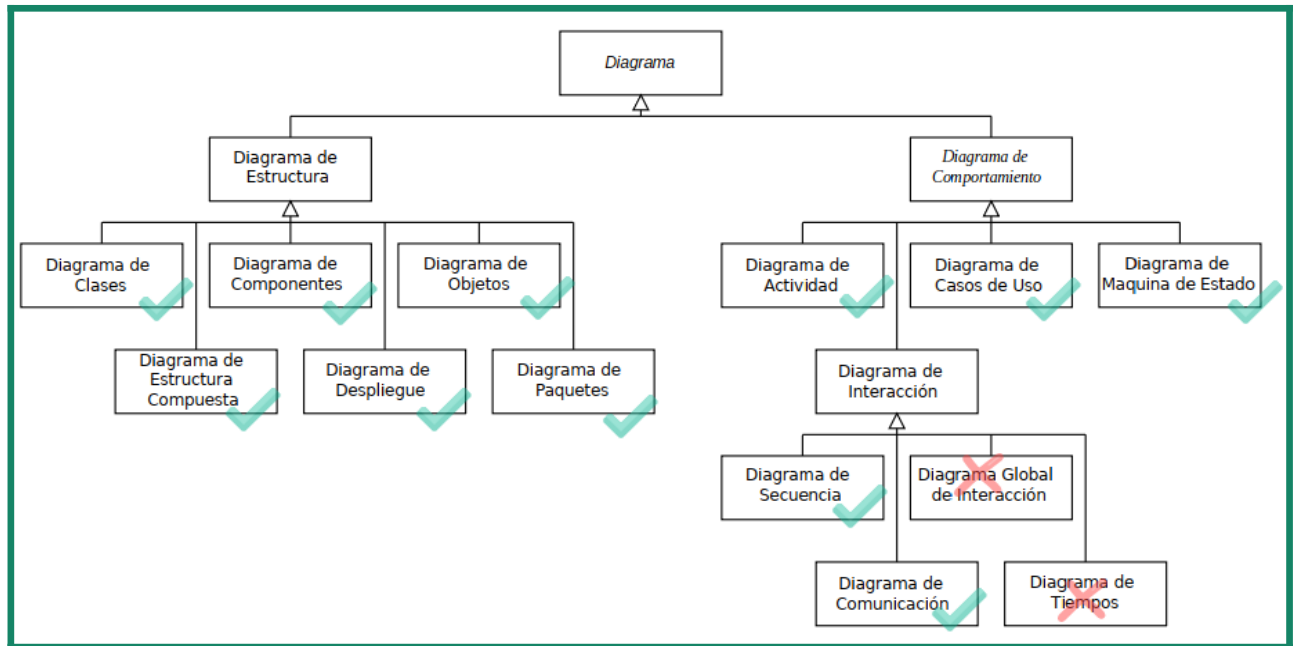 Diagrama
Diagrama de
Estructura
Diagrama de
Comportamiento
Diagrama de
Clases
Diagrama de
Componentes
Diagrama de
Objetos
Diagrama de
Actividad
Diagrama de
Casos de Uso
Diagrama de
Maquina de Estado
Diagrama de
Estructura
Compuesta
Diagrama de
Despliegue
Diagrama de
Paquetes
Diagrama de
Interacción
Diagrama de
Secuencia
Diagrama Global
de Interacción
Diagrama de
Comunicación
Diagrama de
Tiempos